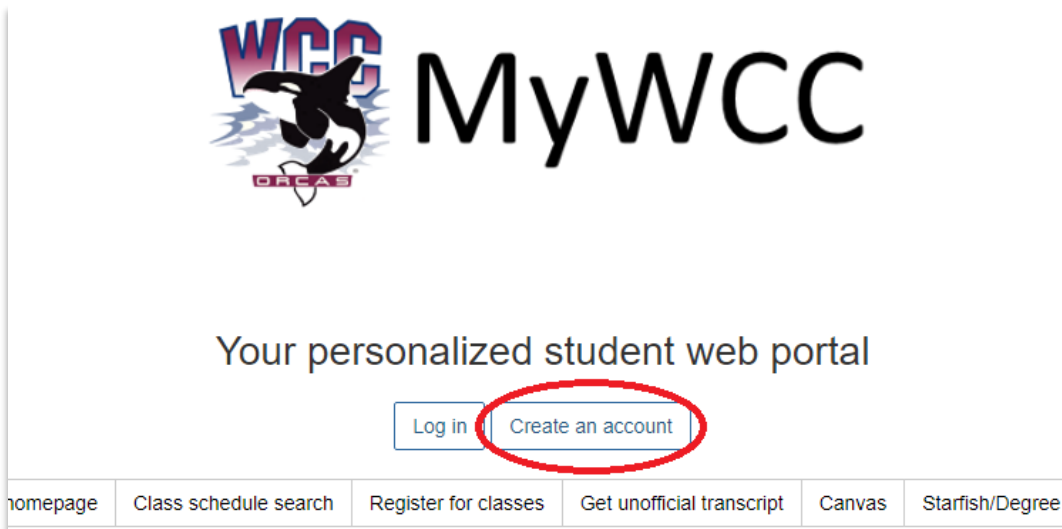 WCC
ORCAS
MyWCC
Your personalized student web portal
Log in Create an account
homepage Class schedule search Register for classes Get unofficial transcript Canvas Starfish/Degree